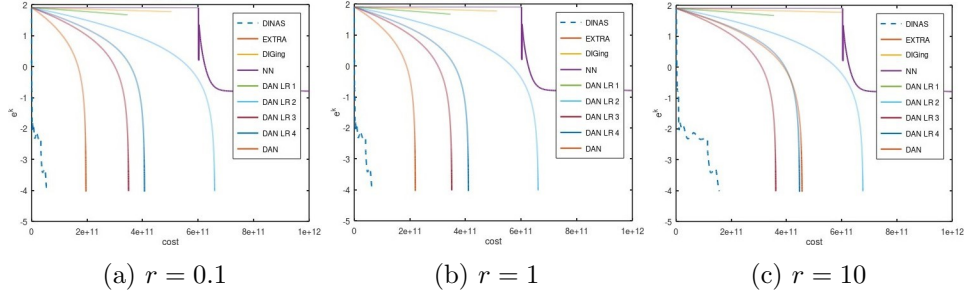 2
1
0
-1
-2
-3
-4
-5
e^k
0
2e+11
4e+11
6e+11
8e+11
1e+12
cost
DINAS
EXTRA
DIGing
NN
DAN LR 1
DAN LR 2
DAN LR 3
DAN LR 4
DAN
(a) r = 0.1
2
1
0
-1
-2
-3
-4
-5
e^k
0
2e+11
4e+11
6e+11
8e+11
1e+12
cost
DINAS
EXTRA
DIGing
NN
DAN LR 1
DAN LR 2
DAN LR 3
DAN LR 4
DAN
(b) r = 1
2
1
0
-1
-2
-3
-4
-5
e^k
0
2e+11
4e+11
6e+11
8e+11
1e+12
cost
DINAS
EXTRA
DIGing
NN
DAN LR 1
DAN LR 2
DAN LR 3
DAN LR 4
DAN
(c) r = 10